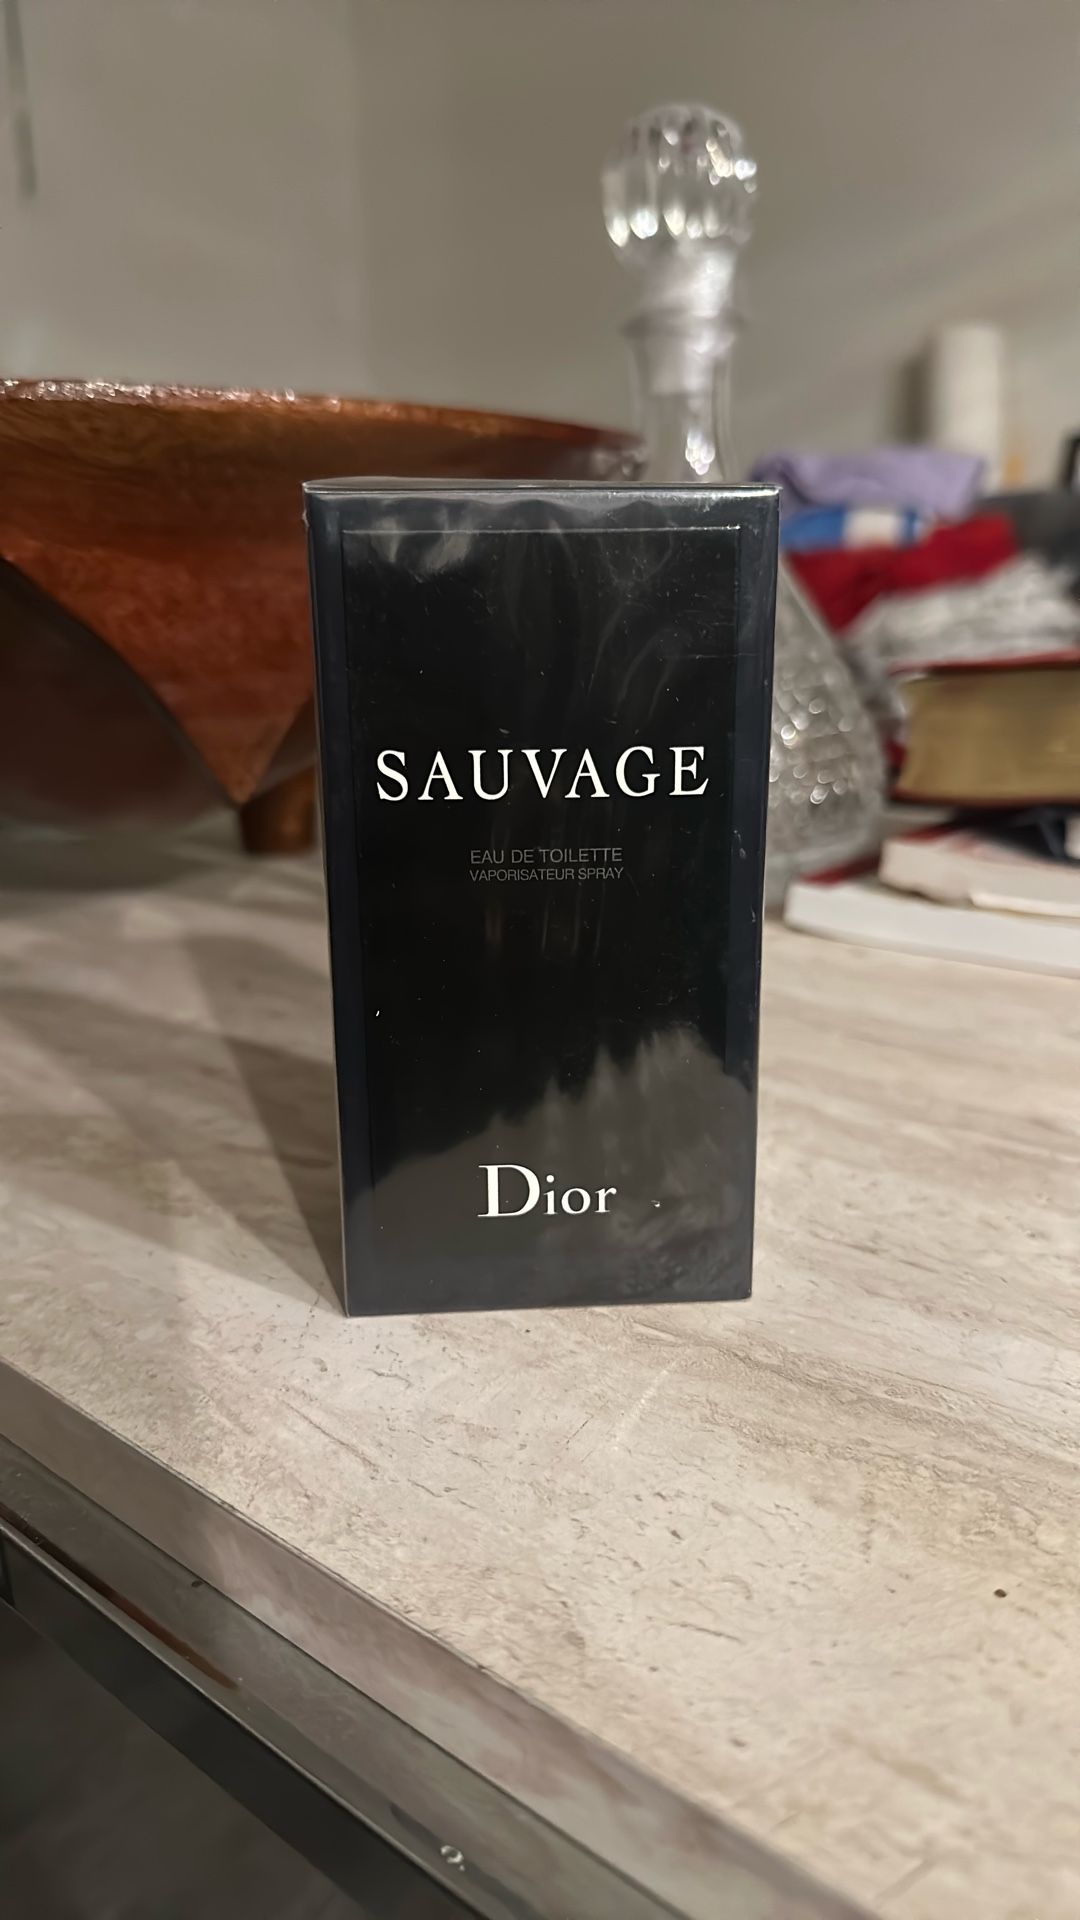 SAUVAGE
EAU DE TOILETTE
VAPORISATEUR SPRAY
Dior